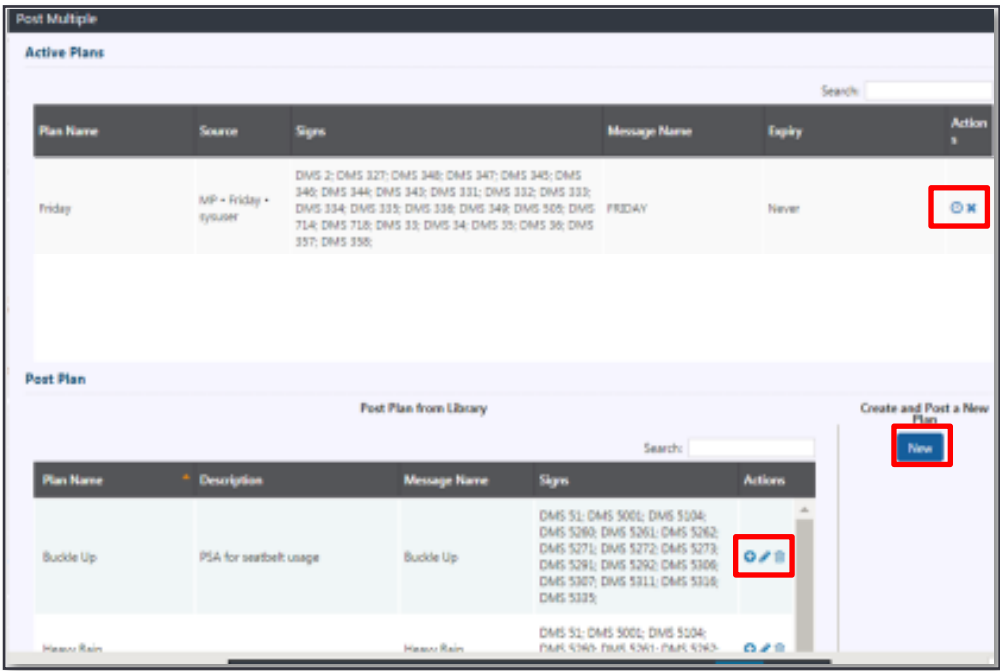 Post Multiple
Active Plans
Search:
Plan Name Source Signs Message Name Expiry Action
s
DMS 2; DMS 327; DMS 348; DMS 347; DMS 345; DMS
Friday MP - Friday - 346; DMS 344; DMS 343; DMS 331; DMS 332; DMS 333; FRIDAY Never
sysuser DMS 334; DMS 335; DMS 338; DMS 349; DMS 505; DMS
714; DMS 718; DMS 33; DMS 34; DMS 35; DMS 36; DMS
357; DMS 358;
Post Plan
Post Plan from Library Create and Post a New
Plan
Search: New
Plan Name Description Message Name Signs Actions
DMS 51; DMS 5001; DMS 5104;
DMS 5260; DMS 5261; DMS 5262;
Buckle Up PSA for seatbelt usage Buckle Up DMS 5271; DMS 5272; DMS 5273;
DMS 5291; DMS 5292; DMS 5306;
DMS 5307; DMS 5311; DMS 5316;
DMS 5335;
Heavy Rain Heavy Rain DMS 51; DMS 5001; DMS 5104;
DMS 5260; DMS 5261; DMS 5262;